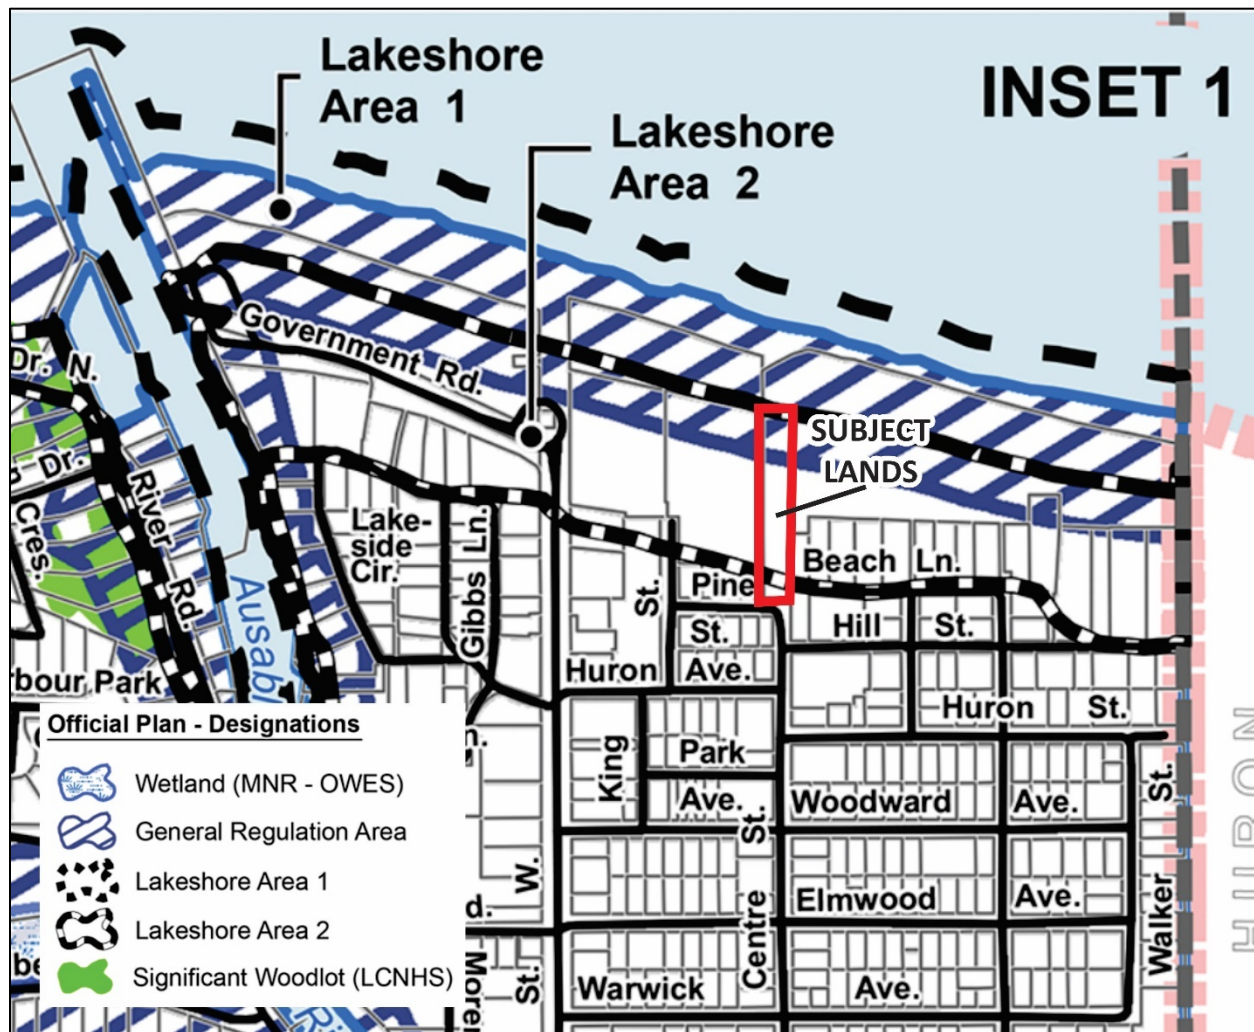 INSET 1
Lakeshore
Area 1
Lakeshore
Area 2
Government Rd.
SUBJECT
LANDS
Dr. N.
Dr.
Cres.
River
Rd.
Lake-
side
Cir.
Gibbs Ln.
St.
Pine
St.
Beach Ln.
Hill St.
Huron Ave.
Huron St.
rbour Park
King
Park
Ave.
Woodward Ave.
Centre St.
Elmwood Ave.
Walker St.
Warwick Ave.
W.
St.
d.
n.
HURON
Official Plan - Designations
Wetland (MNR - OWES)
General Regulation Area
Lakeshore Area 1
Lakeshore Area 2
Significant Woodlot (LCNHS)